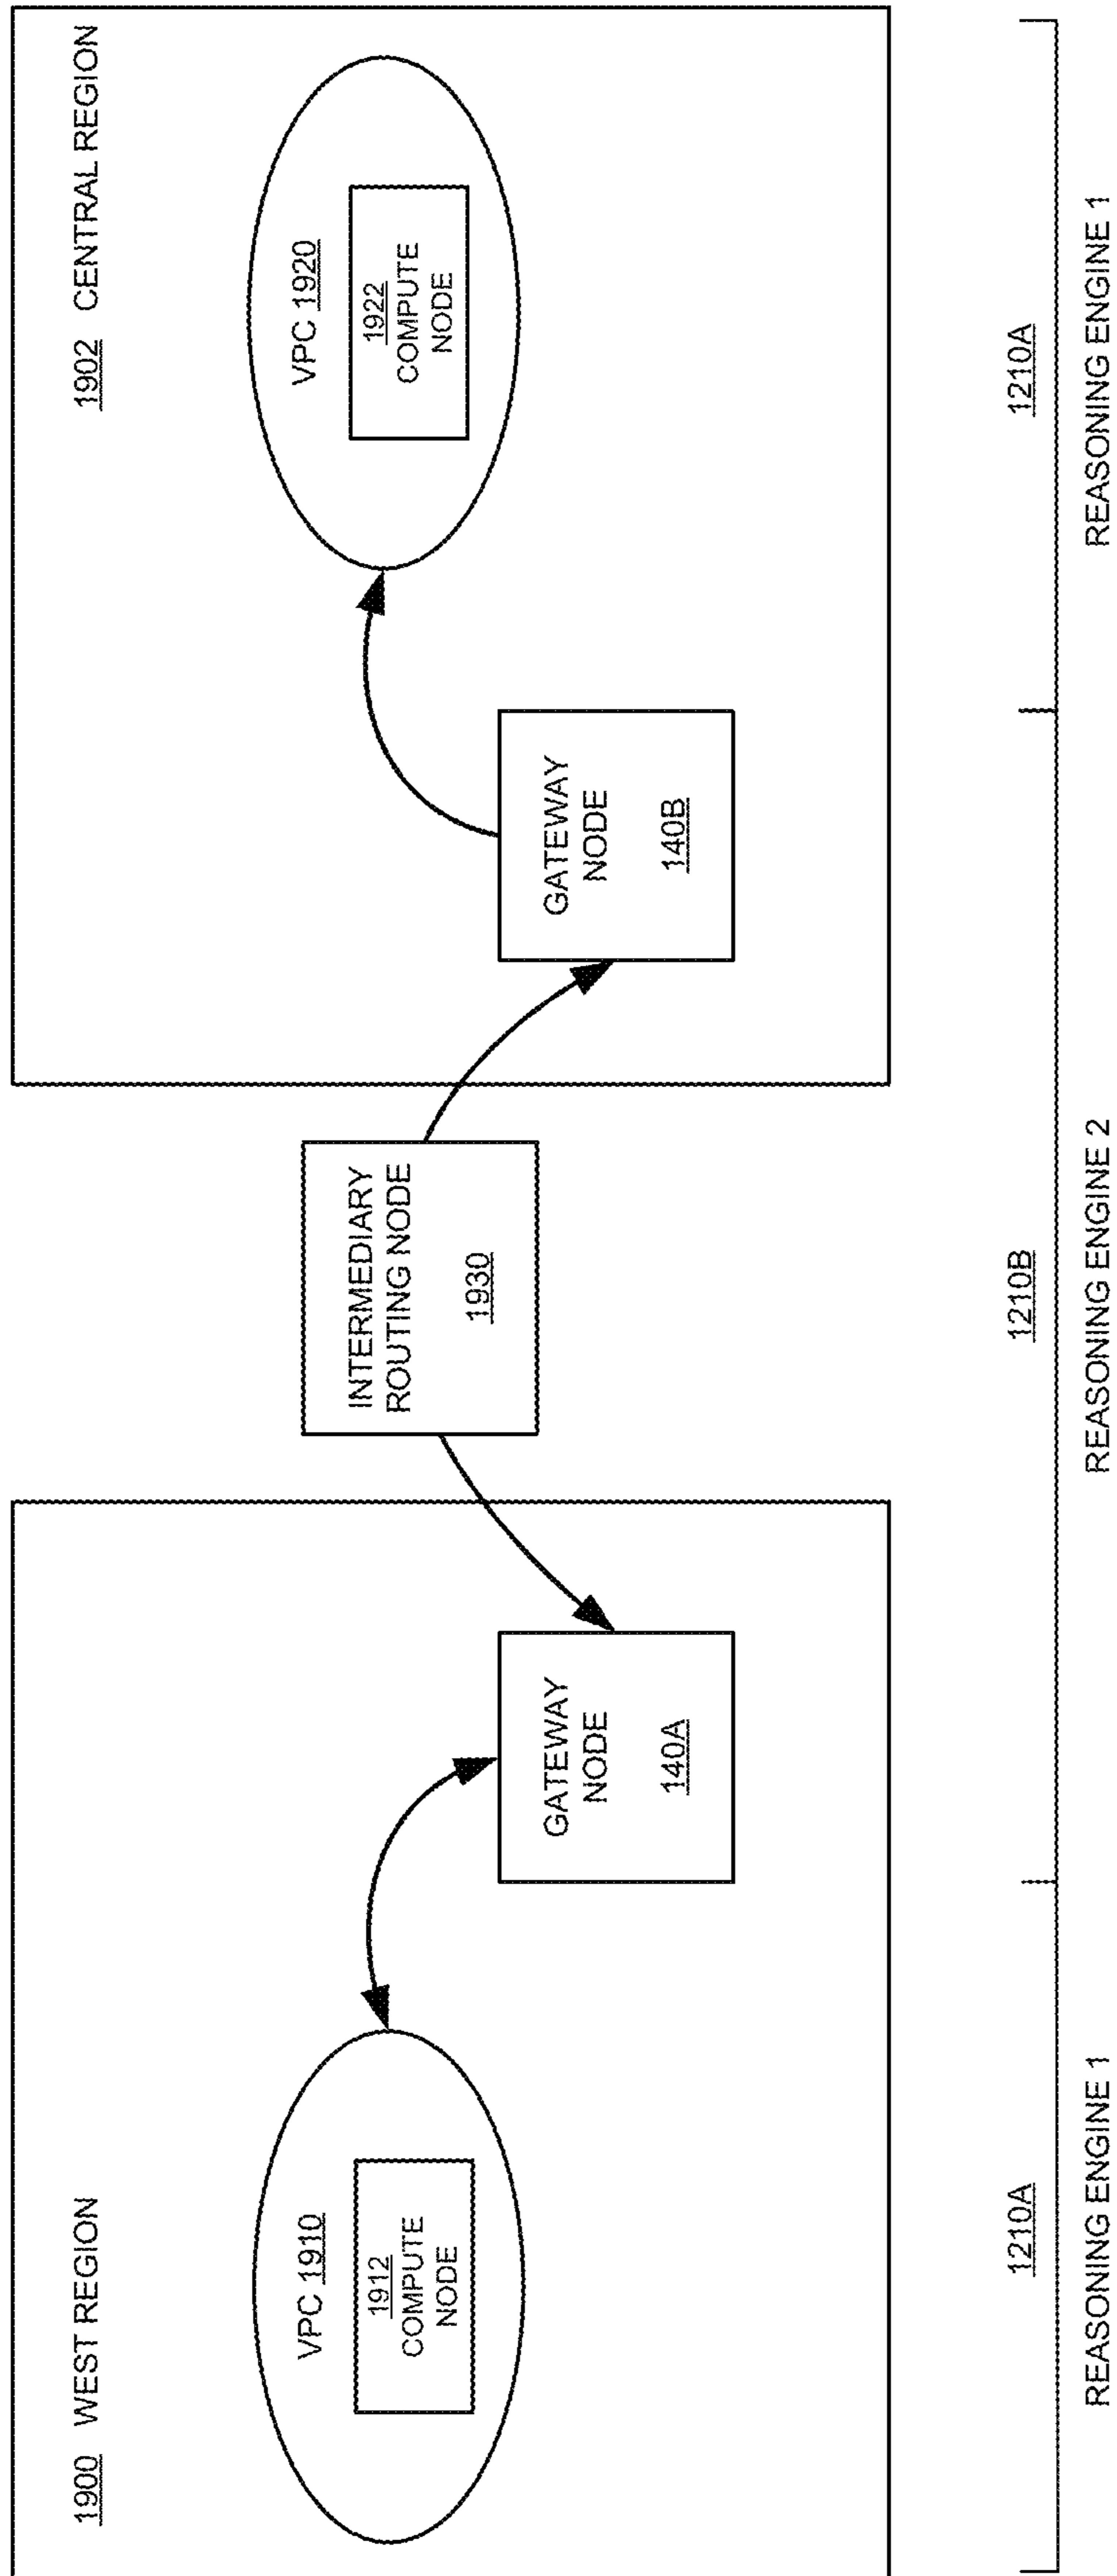 1900 WEST REGION
VPC 1910
1912
COMPUTE
NODE
GATEWAY
NODE
140A
INTERMEDIARY
ROUTING NODE
1930
1902 CENTRAL REGION
VPC 1920
1922
COMPUTE
NODE
GATEWAY
NODE
140B
1210A
REASONING ENGINE 1
1210B
REASONING ENGINE 2
1210A
REASONING ENGINE 1